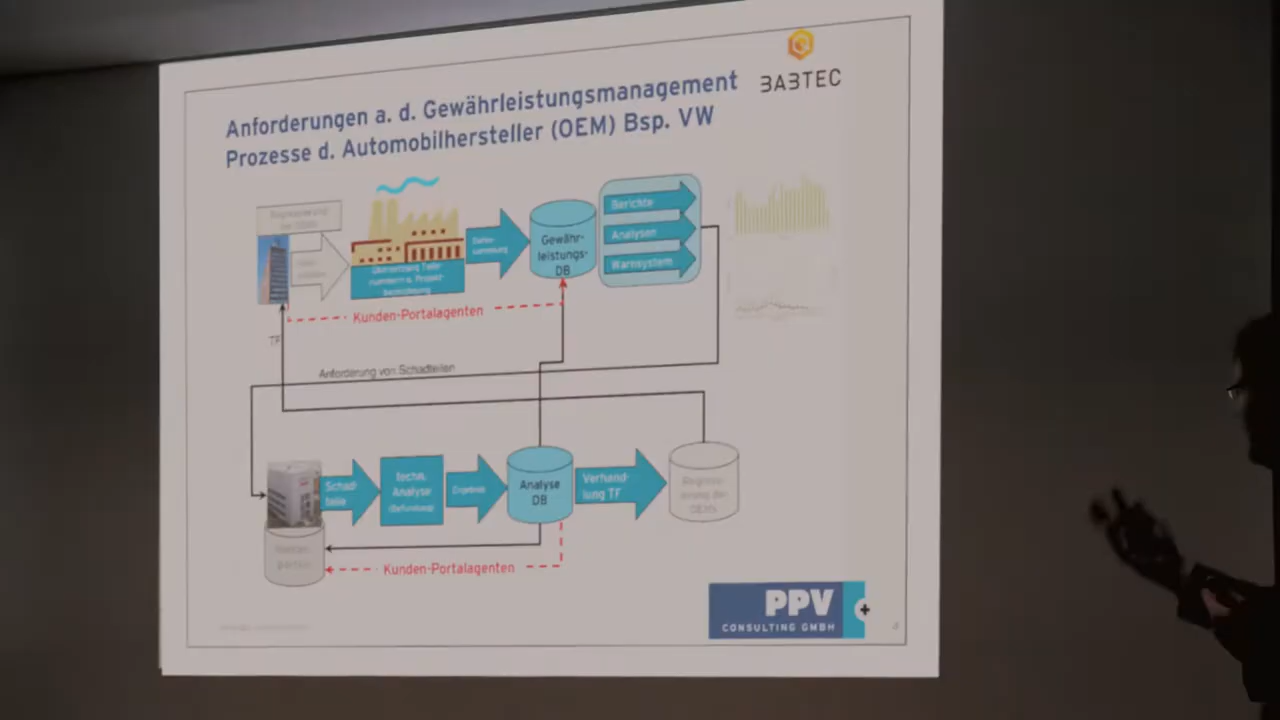 BABTEC
Anforderungen a. d. Gewährleistungsmanagement
Prozesse d. Automobilhersteller (OEM) Bsp. VW
Berichte
Analysen
Warnsystem
Gewähr-
leistungs-
DB
Kunden-Portalagenten
TF
Anforderung von Schadteilen
Schad-
teile
Techn.
Analyse
Ergebnis
Analyse
DB
Verhand-
lung TF
Kunden-Portalagenten
PPV
CONSULTING GMBH